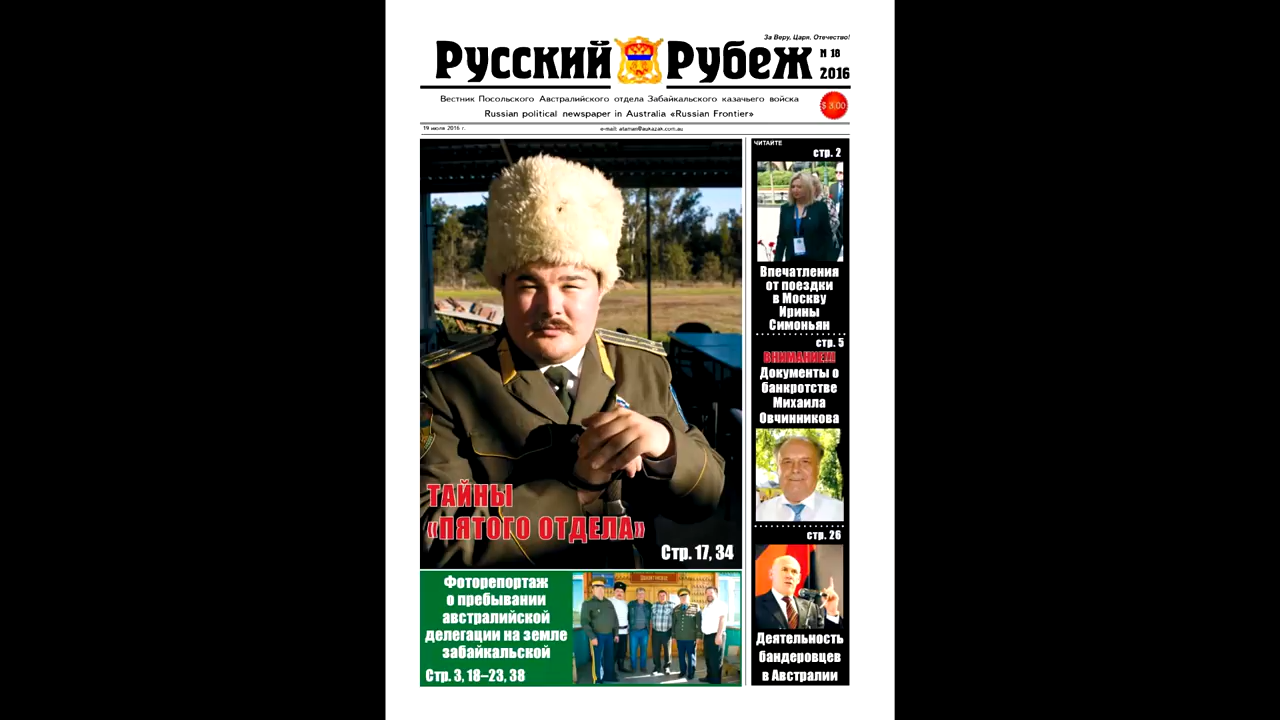 За Веру, Царя, Отечество!
Русский Рубеж
N 18
2016
Вестник Посольского Австралийского отдела Забайкальского казачьего войска
$ 3.00
Russian political newspaper in Australia «Russian Frontier»
19 июля 2016 г.
e-mail: ataman@aukazak.com.au
ТАЙНЫ
«ПЯТОГО ОТДЕЛА»
Стр. 17, 34
Фоторепортаж
о пребывании
австралийской
делегации на земле
забайкальской
Стр. 3, 18–23, 38
ЧИТАЙТЕ
стр. 2
Впечатления
от поездки
в Москву
Ирины
Симоньян
стр. 5
ВНИМАНИЕ!!!
Документы о
банкротстве
Михаила
Овчинникова
стр. 26
Деятельность
бандеровцев
в Австралии